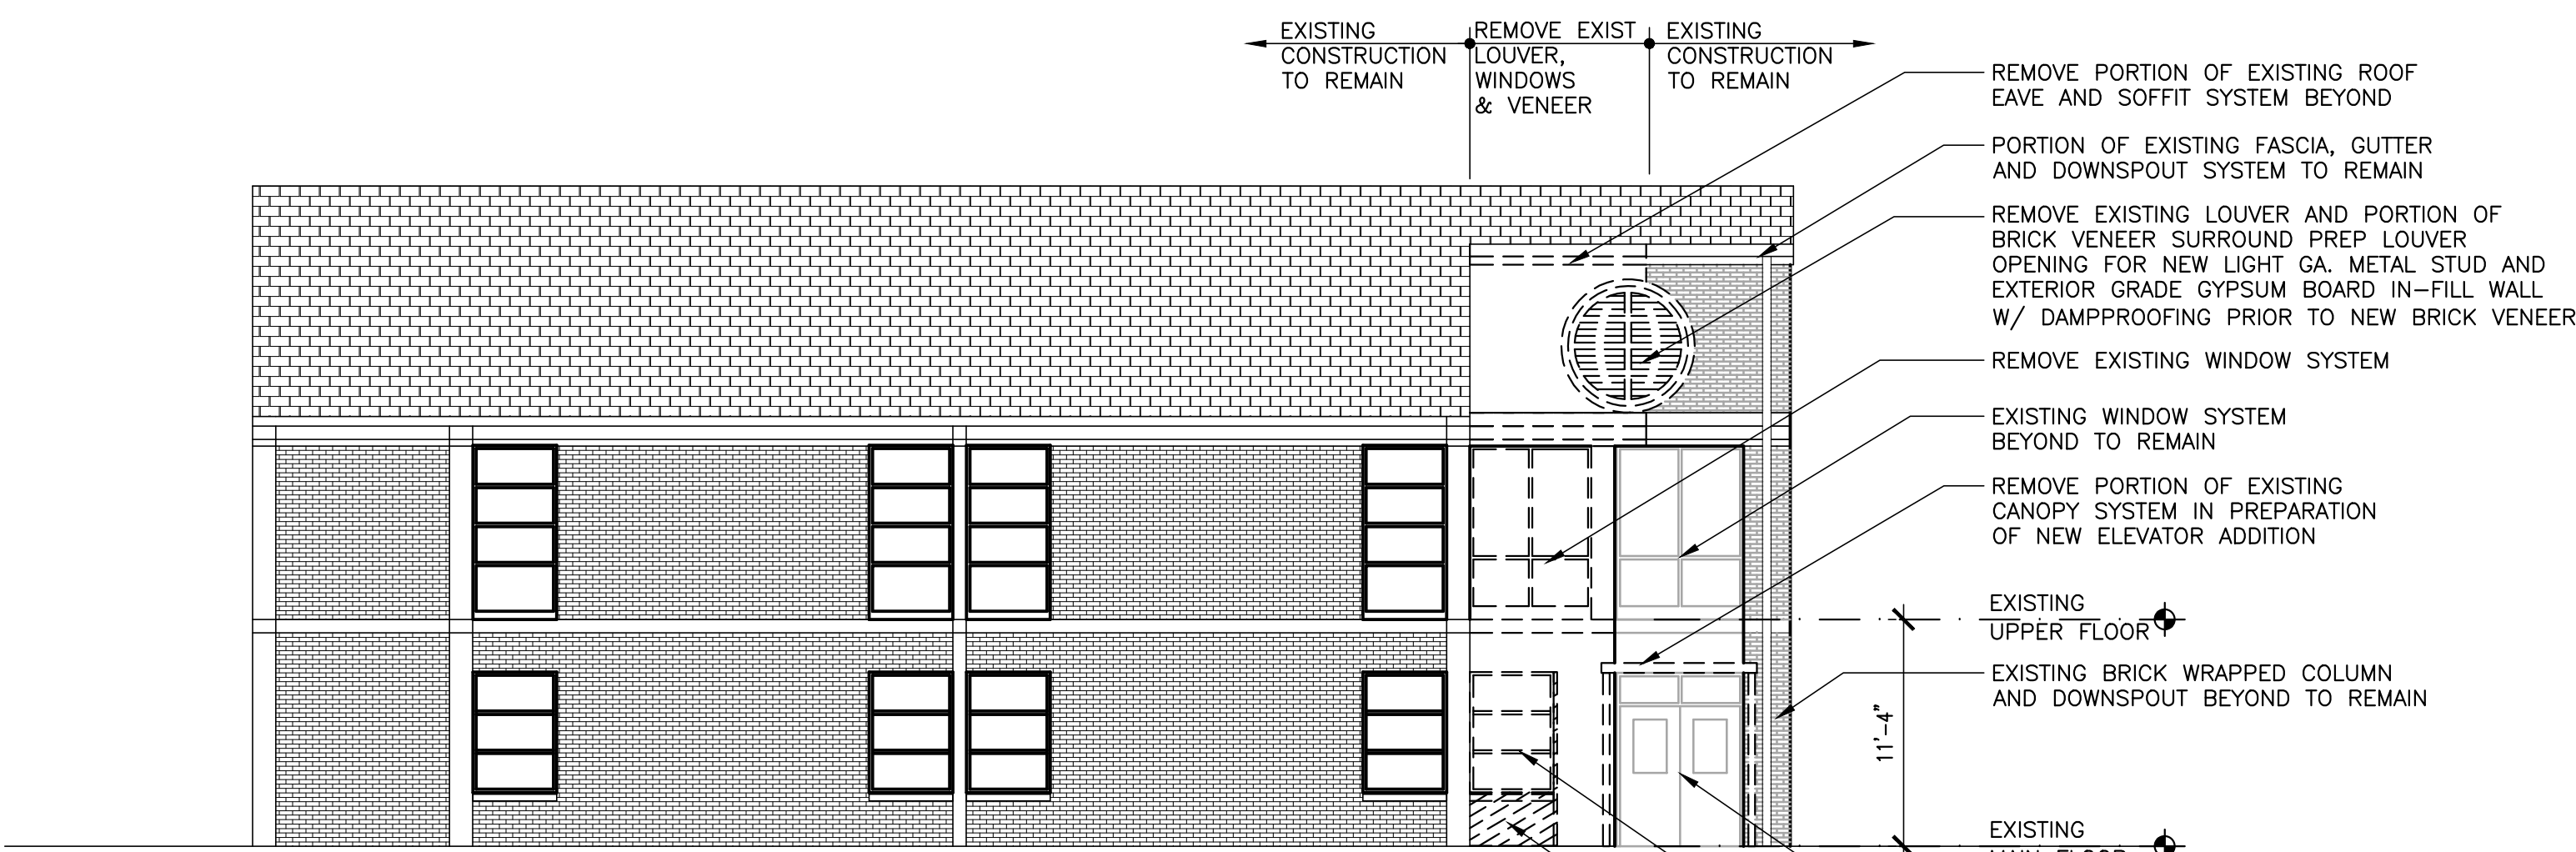 EXISTING
CONSTRUCTION
TO REMAIN
REMOVE EXIST
LOUVER,
WINDOWS
& VENEER
EXISTING
CONSTRUCTION
TO REMAIN
REMOVE PORTION OF EXISTING ROOF
EAVE AND SOFFIT SYSTEM BEYOND
PORTION OF EXISTING FASCIA, GUTTER
AND DOWNSPOUT SYSTEM TO REMAIN
REMOVE EXISTING LOUVER AND PORTION OF
BRICK VENEER SURROUND PREP LOUVER
OPENING FOR NEW LIGHT GA. METAL STUD AND
EXTERIOR GRADE GYPSUM BOARD IN-FILL WALL
W/ DAMPPROOFING PRIOR TO NEW BRICK VENEER
REMOVE EXISTING WINDOW SYSTEM
EXISTING WINDOW SYSTEM
BEYOND TO REMAIN
REMOVE PORTION OF EXISTING
CANOPY SYSTEM IN PREPARATION
OF NEW ELEVATOR ADDITION
EXISTING
UPPER FLOOR
EXISTING BRICK WRAPPED COLUMN
AND DOWNSPOUT BEYOND TO REMAIN
11'-4"
EXISTING